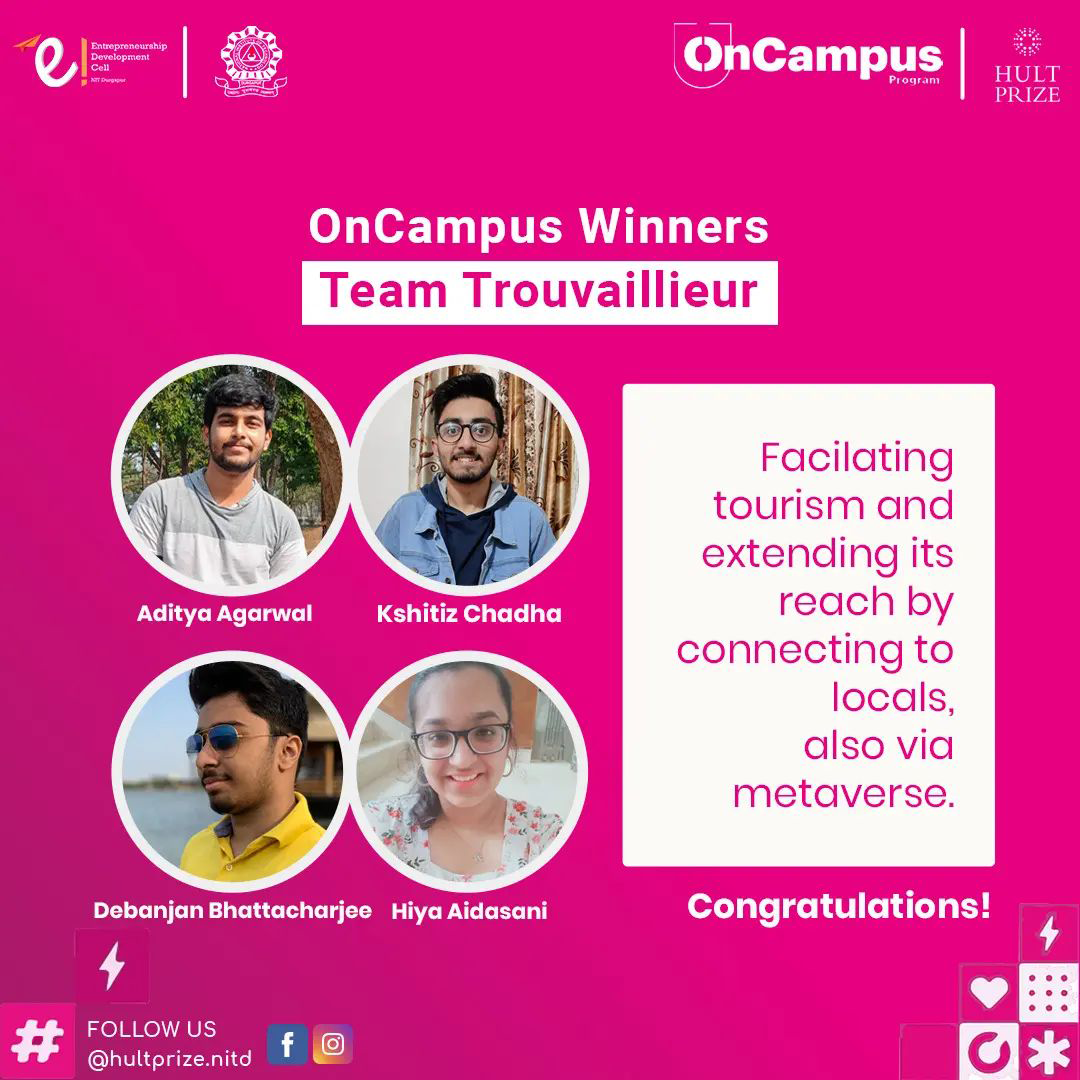 Entrepreneurship
Development
Cell
NIT Durgapur
OnCampus
Program
HULT
PRIZE
OnCampus Winners
Team Trouvaillieur
Aditya Agarwal
Kshitiz Chadha
Debanjan Bhattacharjee
Hiya Aidasani
Facilating
tourism and
extending its
reach by
connecting to
locals,
also via
metaverse.
Congratulations!
#
FOLLOW US
@hultprize.nitd